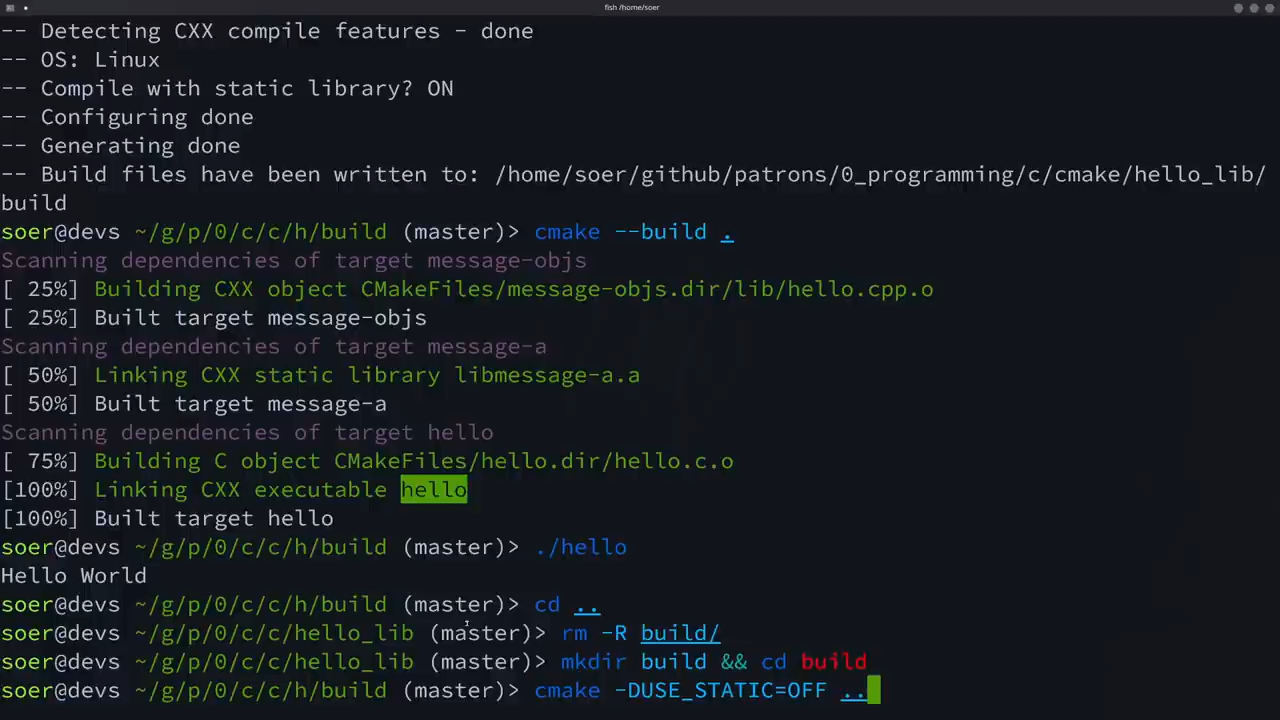 fish /home/soer
-- Detecting CXX compile features - done
-- OS: Linux
-- Compile with static library? ON
-- Configuring done
-- Generating done
-- Build files have been written to: /home/soer/github/patrons/0_programming/c/cmake/hello_lib/
build
soer@devs ~/g/p/0/c/c/h/build (master)> cmake --build .
Scanning dependencies of target message-objs
[ 25%] Building CXX object CMakeFiles/message-objs.dir/lib/hello.cpp.o
[ 25%] Built target message-objs
Scanning dependencies of target message-a
[ 50%] Linking CXX static library libmessage-a.a
[ 50%] Built target message-a
Scanning dependencies of target hello
[ 75%] Building C object CMakeFiles/hello.dir/hello.c.o
[100%] Linking CXX executable hello
[100%] Built target hello
soer@devs ~/g/p/0/c/c/h/build (master)> ./hello
Hello World
soer@devs ~/g/p/0/c/c/h/build (master)> cd ..
soer@devs ~/g/p/0/c/c/hello_lib (master)> rm -R build/
soer@devs ~/g/p/0/c/c/hello_lib (master)> mkdir build && cd build
soer@devs ~/g/p/0/c/c/h/build (master)> cmake -DUSE_STATIC=OFF ..